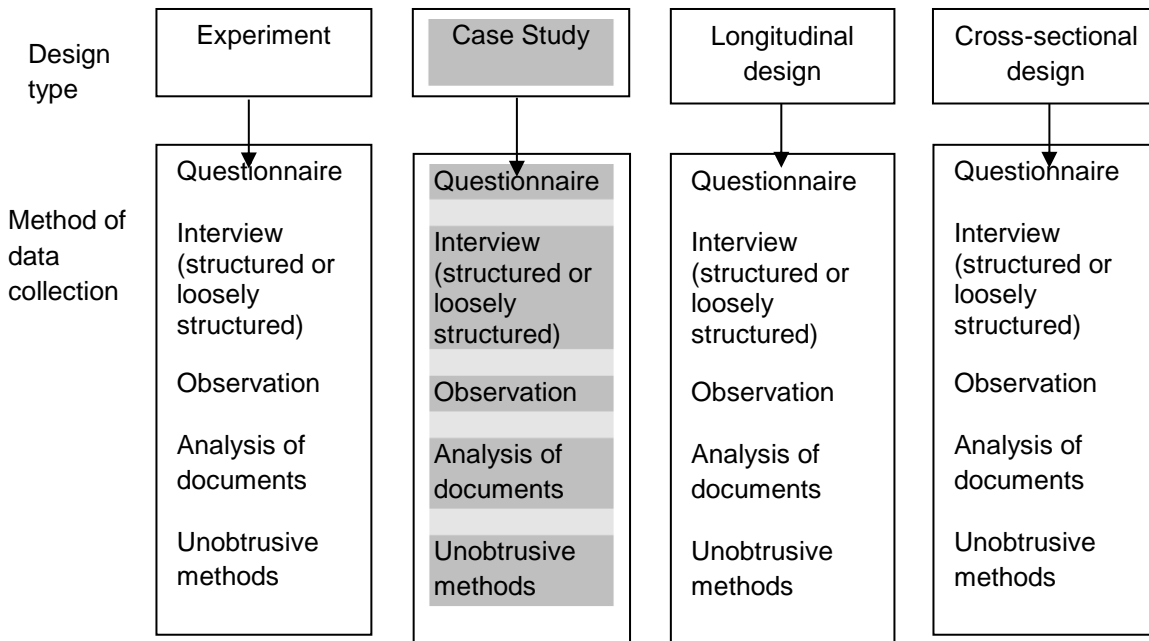 Design
type
Experiment
Case Study
Longitudinal
design
Cross-sectional
design
Method of
data
collection
Questionnaire
Interview
(structured or
loosely
structured)
Observation
Analysis of
documents
Unobtrusive
methods
Questionnaire
Interview
(structured or
loosely
structured)
Observation
Analysis of
documents
Unobtrusive
methods
Questionnaire
Interview
(structured or
loosely
structured)
Observation
Analysis of
documents
Unobtrusive
methods
Questionnaire
Interview
(structured or
loosely
structured)
Observation
Analysis of
documents
Unobtrusive
methods